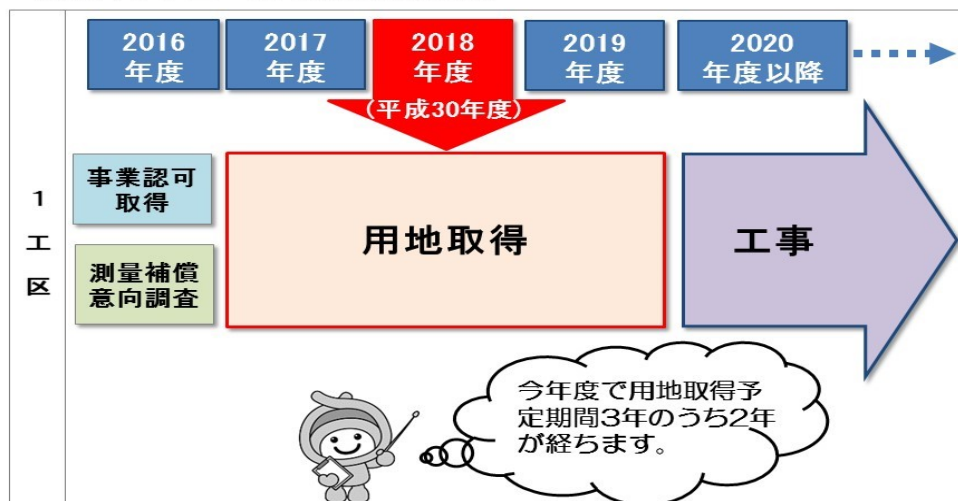 2016
年度
2017
年度
2018
年度
(平成30年度)
2019
年度
2020
年度以降
1
工
区
事業認可
取得
測量補償
意向調査
用地取得
工事
今年度で用地取得予
定期間3年のうち2年
が経ちます。